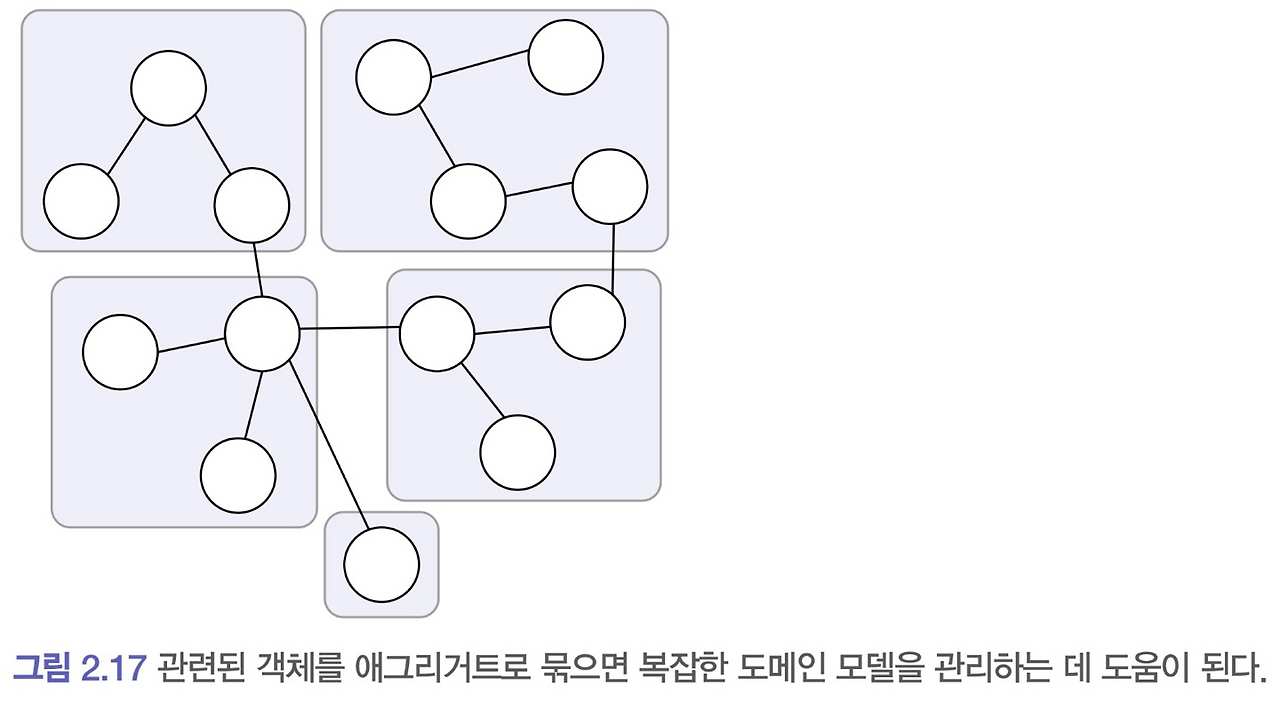 그림 2.17 관련된 객체를 애그리거트로 묶으면 복잡한 도메인 모델을 관리하는 데 도움이 된다.